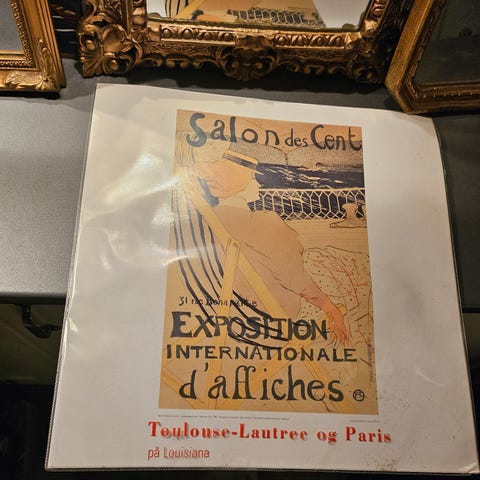 Salon des Cent
31 rue Bonaparte
EXPOSITION
INTERNATIONALE
d'affiches
Toulouse-Lautrec og Paris
på Louisiana